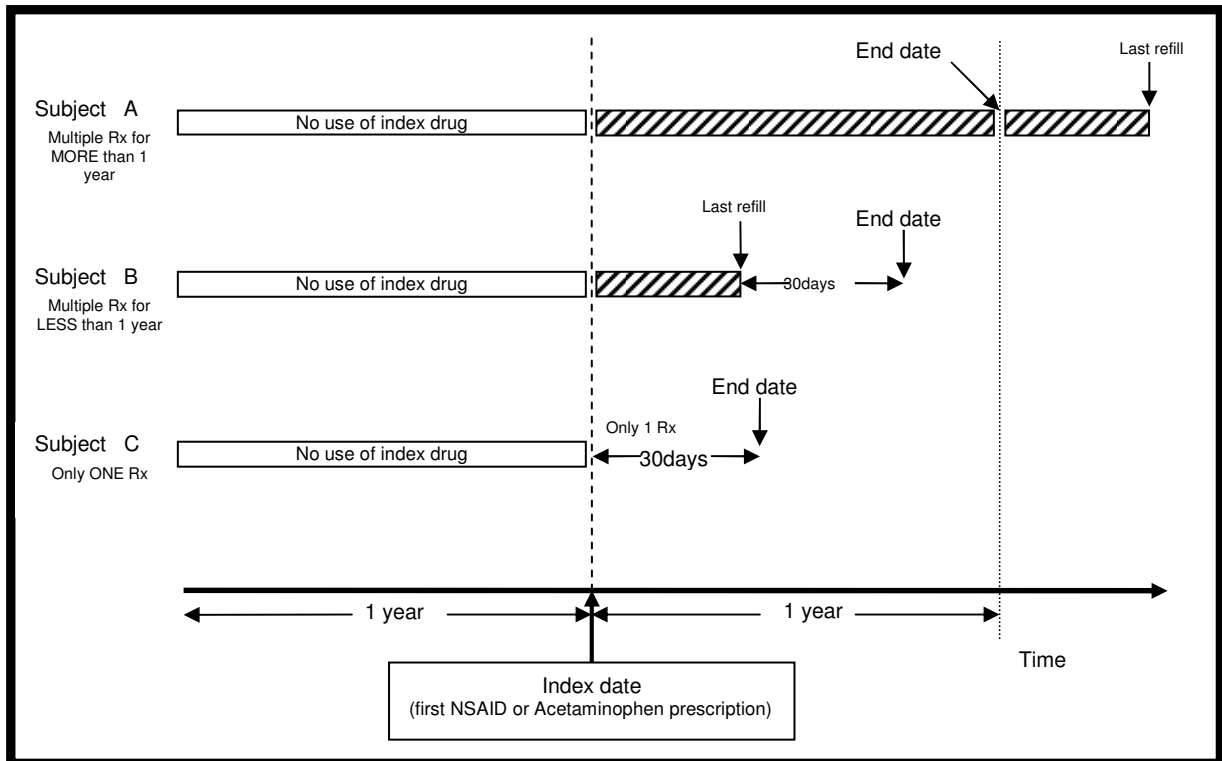 End date
Last refill
Subject A
Multiple Rx for
MORE than 1
year
No use of index drug
Last refill
End date
Subject B
Multiple Rx for
LESS than 1 year
No use of index drug
30days
End date
Subject C
Only ONE Rx
No use of index drug
Only 1 Rx
30days
1 year
1 year
Time
Index date
(first NSAID or Acetaminophen prescription)